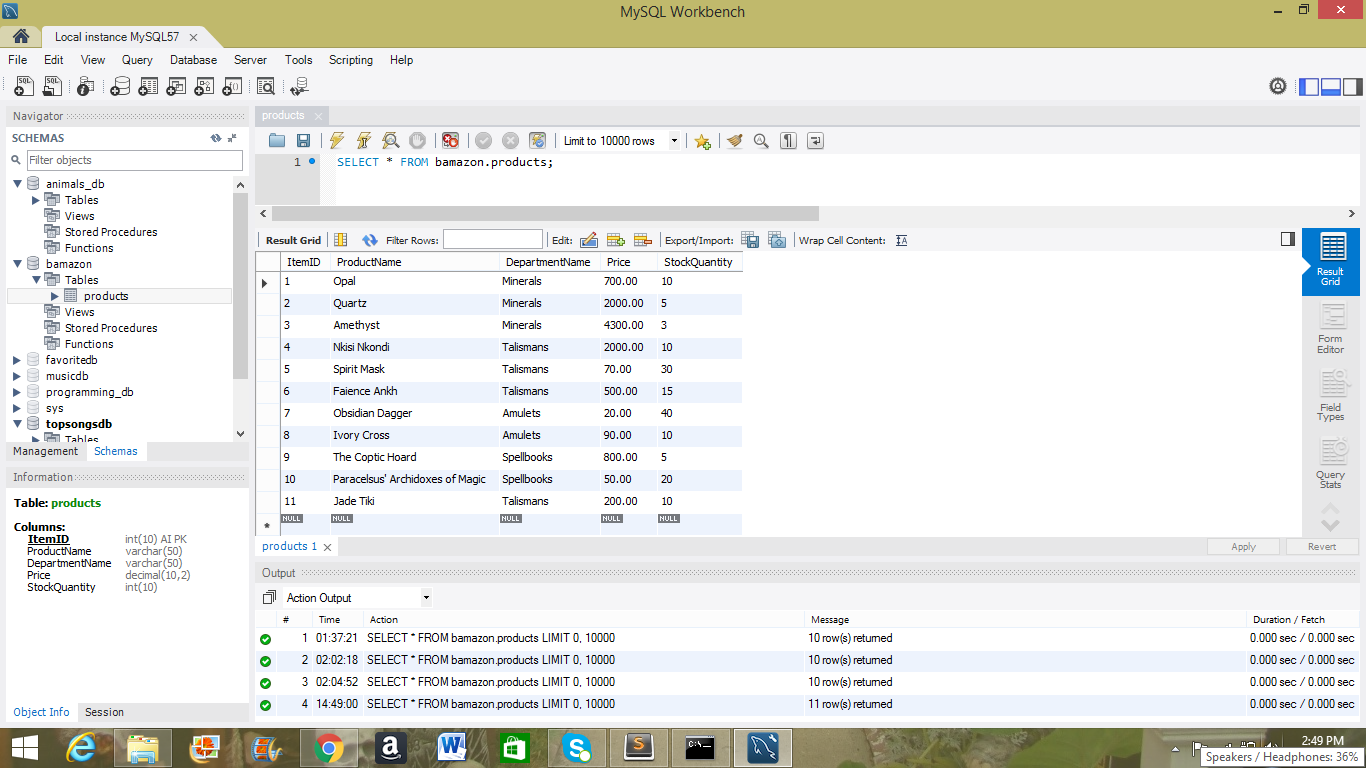 MySQL Workbench
Local instance MySQL57
File Edit View Query Database Server Tools Scripting Help
Navigator
SCHEMAS
Filter objects
animals_db
Tables
Views
Stored Procedures
Functions
bamazon
Tables
products
Views
Stored Procedures
Functions
favoritedb
musicdb
programming_db
sys
topsongsdb
Tables
Management Schemas
Information
Table: products
Columns:
ItemID int(10) AI PK
ProductName varchar(50)
DepartmentName varchar(50)
Price decimal(10,2)
StockQuantity int(10)
Object Info Session
products
Limit to 10000 rows
1 SELECT * FROM bamazon.products;
Result Grid Filter Rows: Edit: Export/Import: Wrap Cell Content:
ItemID ProductName DepartmentName Price StockQuantity
1 Opal Minerals 700.00 10
2 Quartz Minerals 2000.00 5
3 Amethyst Minerals 4300.00 3
4 Nkisi Nkondi Talismans 2000.00 10
5 Spirit Mask Talismans 70.00 30
6 Faience Ankh Talismans 500.00 15
7 Obsidian Dagger Amulets 20.00 40
8 Ivory Cross Amulets 90.00 10
9 The Coptic Hoard Spellbooks 800.00 5
10 Paracelsus' Archidoxes of Magic Spellbooks 50.00 20
11 Jade Tiki Talismans 200.00 10
* NULL NULL NULL NULL NULL
Result
Grid
Form
Editor
Field
Types
Query
Stats
products 1
Apply Revert
Output
Action Output
# Time Action Message Duration / Fetch
1 01:37:21 SELECT * FROM bamazon.products LIMIT 0, 10000 10 row(s) returned 0.000 sec / 0.000 sec
2 02:02:18 SELECT * FROM bamazon.products LIMIT 0, 10000 10 row(s) returned 0.000 sec / 0.000 sec
3 02:04:52 SELECT * FROM bamazon.products LIMIT 0, 10000 10 row(s) returned 0.000 sec / 0.000 sec
4 14:49:00 SELECT * FROM bamazon.products LIMIT 0, 10000 11 row(s) returned 0.000 sec / 0.000 sec
2:49 PM
Speakers / Headphones: 36%